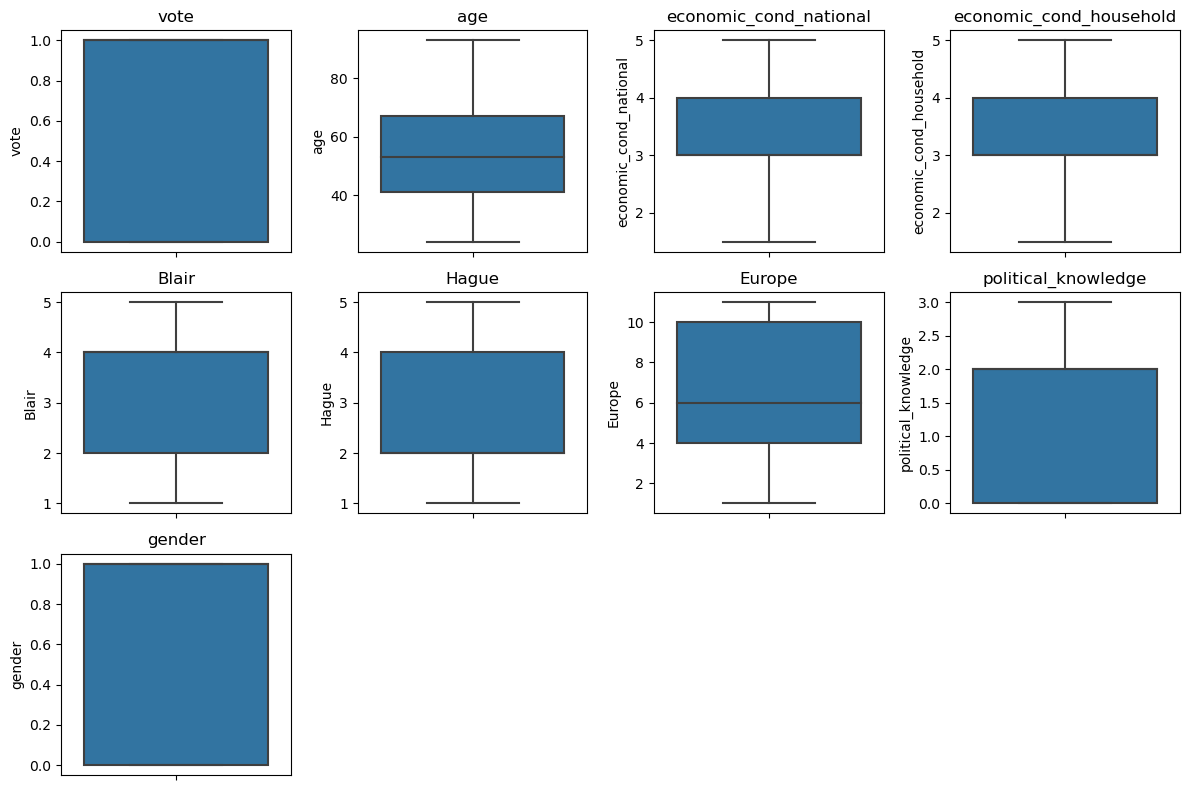 vote
vote
1.0
0.8
0.6
0.4
0.2
0.0
age
age
80
60
40
economic_cond_national
economic_cond_national
5
4
3
2
economic_cond_household
economic_cond_household
5
4
3
2
Blair
Blair
5
4
3
2
1
Hague
Hague
5
4
3
2
1
Europe
Europe
10
8
6
4
2
political_knowledge
political_knowledge
3.0
2.5
2.0
1.5
1.0
0.5
0.0
gender
gender
1.0
0.8
0.6
0.4
0.2
0.0